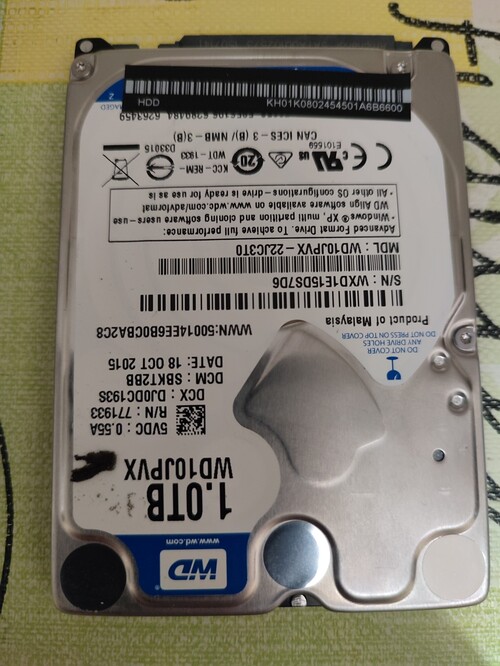 WD
www.wd.com
1.0TB
WD10JPVX
5VDC : 0.55A
R/N : 771933
DCX : DJ0DC1935
DCM : SBKT2BB
DATE: 18 OCT 2015
WWN:50014EE6B0CBA2C8
DO NOT COVER
ANY DRIVE HOLES
DO NOT PRESS ON TOP COVER
Product of Malaysia
S/N : WXD1E15DS7D6
MDL : WD10JPVX - 22JC3T0
Advanced Format Drive. To achieve full performance:
*Windows® XP, multi partition and cloning software users - use
WD Align software available on www.wdc.com/advformat
*All other OS configurations - drive is ready for use as is
E101559
KCC - REM -
WDT - 1933
D33015
20
CAN ICES - 3 (B)/ NMB - 3(B)
HDD
KH01K0802454501A6B6600